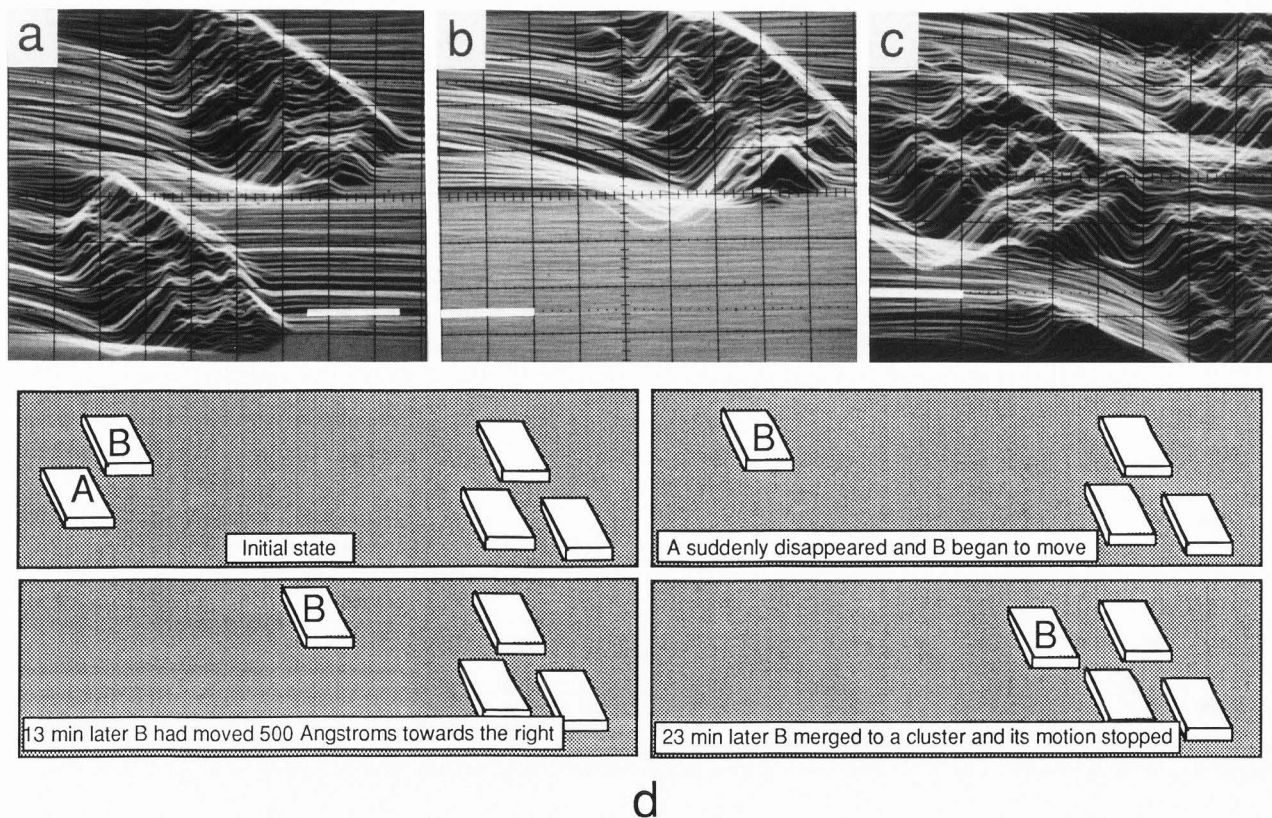 a
b
c
B
A
Initial state
B
A suddenly disappeared and B began to move
B
13 min later B had moved 500 Angstroms towards the right
B
23 min later B merged to a cluster and its motion stopped
d